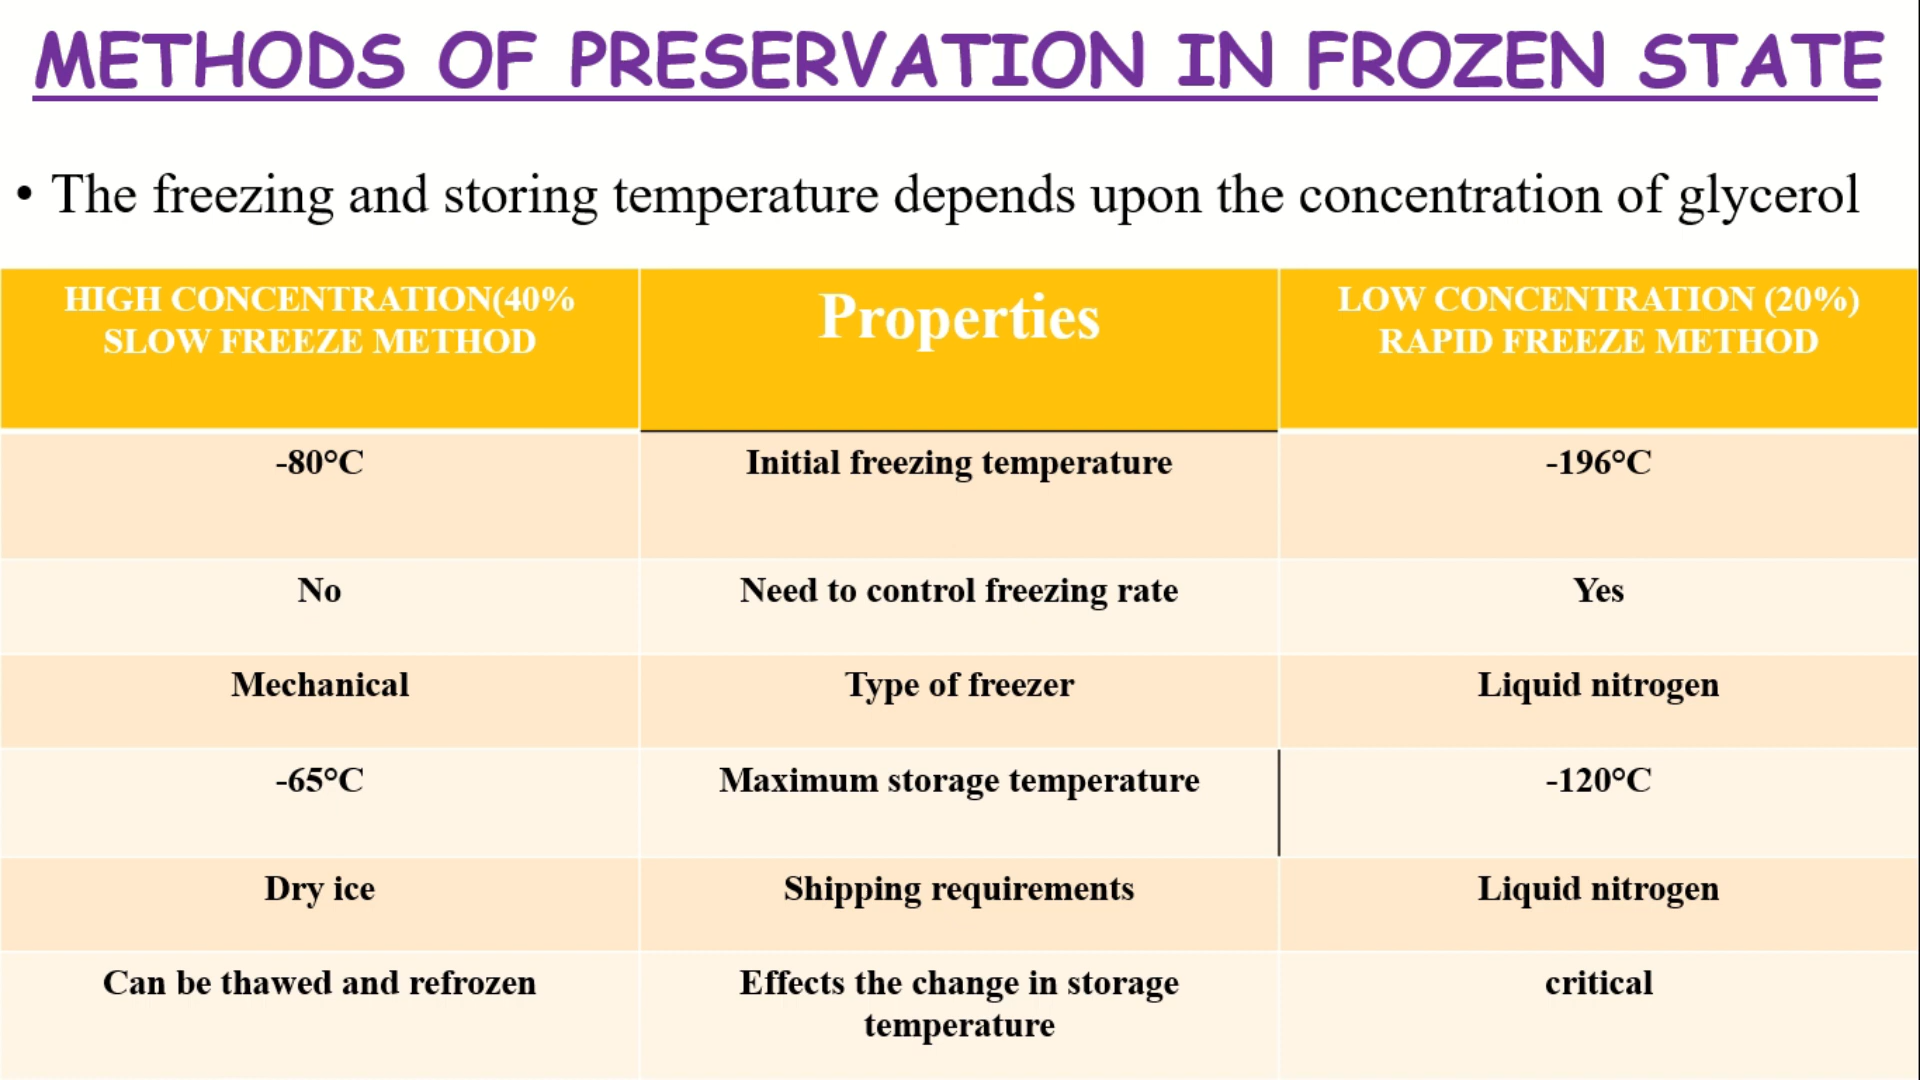 METHODS OF PRESERVATION IN FROZEN STATE
• The freezing and storing temperature depends upon the concentration of glycerol
HIGH CONCENTRATION(40%
SLOW FREEZE METHOD
Properties
LOW CONCENTRATION (20%)
RAPID FREEZE METHOD
-80°C
Initial freezing temperature
-196°C
No
Need to control freezing rate
Yes
Mechanical
Type of freezer
Liquid nitrogen
-65°C
Maximum storage temperature
-120°C
Dry ice
Shipping requirements
Liquid nitrogen
Can be thawed and refrozen
Effects the change in storage
temperature
critical